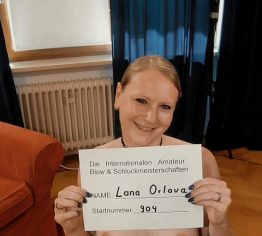 Die Internationalen Amateur
Blow & Schluckmeisterschaften
NAME Lana Orlova
Startnummer 904